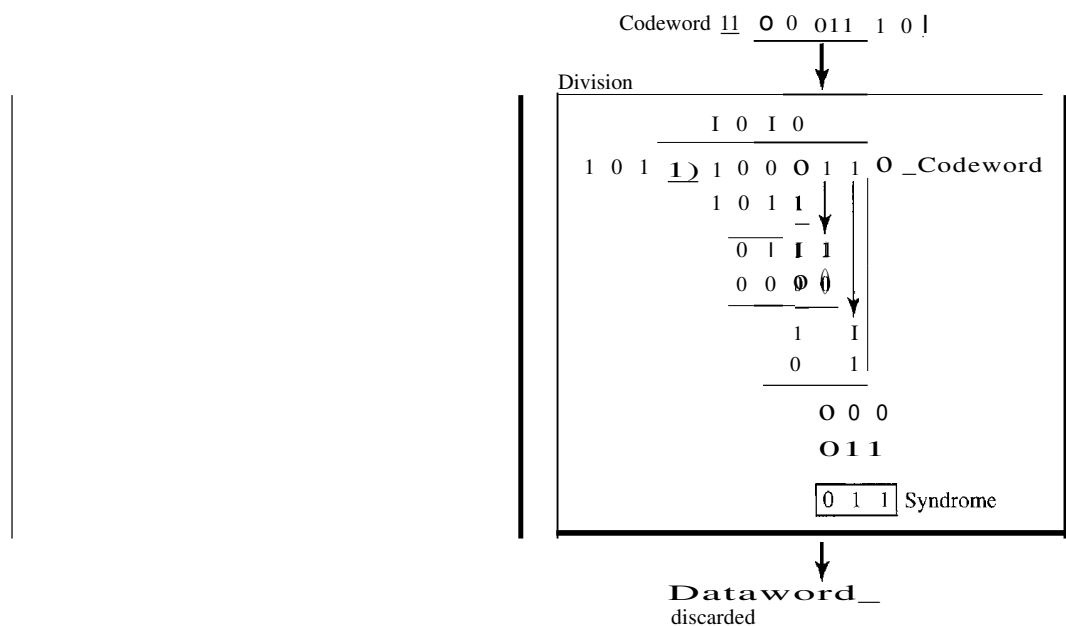 Codeword 11 O 0 011 1 0 |
Division
I 0 I 0
1 0 1 1) 1 0 0 O 1 1 0 _Codeword
1 0 1 1
0 I I 1
0 0 0 0
1 I
0 1
0 0 0
0 1 1
0 1 1 Syndrome
Dataword_
discarded